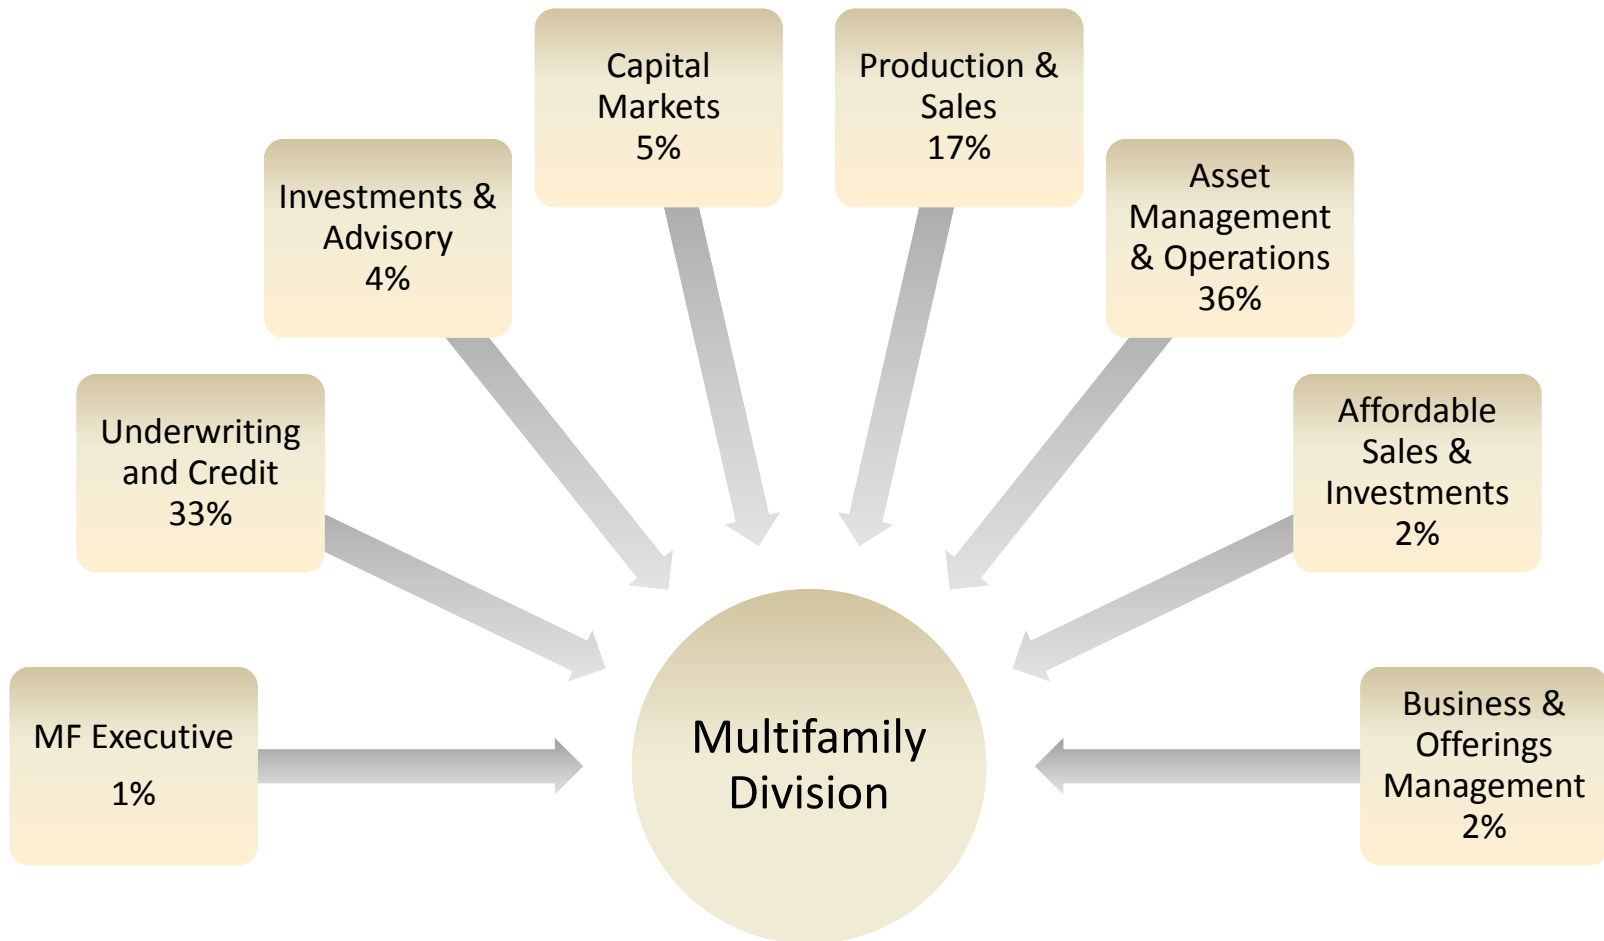 Capital
Markets
5%
Production &
Sales
17%
Investments &
Advisory
4%
Asset
Management
& Operations
36%
Underwriting
and Credit
33%
Affordable
Sales &
Investments
2%
MF Executive
1%
Multifamily
Division
Business &
Offerings
Management
2%